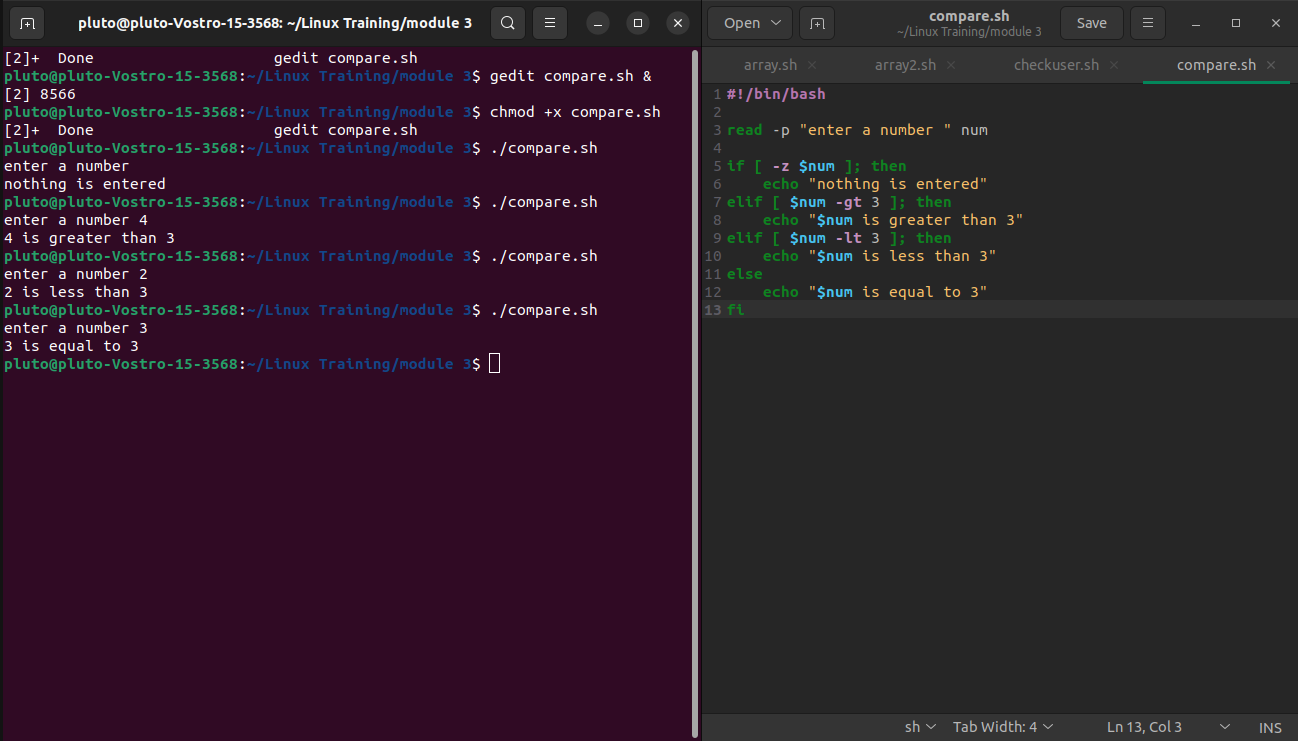 pluto@pluto-Vostro-15-3568: ~/Linux Training/module 3
[2]+  Done                    gedit compare.sh
pluto@pluto-Vostro-15-3568:~/Linux Training/module 3$ gedit compare.sh &
[2] 8566
pluto@pluto-Vostro-15-3568:~/Linux Training/module 3$ chmod +x compare.sh
[2]+  Done                    gedit compare.sh
pluto@pluto-Vostro-15-3568:~/Linux Training/module 3$ ./compare.sh
enter a number
nothing is entered
pluto@pluto-Vostro-15-3568:~/Linux Training/module 3$ ./compare.sh
enter a number 4
4 is greater than 3
pluto@pluto-Vostro-15-3568:~/Linux Training/module 3$ ./compare.sh
enter a number 2
2 is less than 3
pluto@pluto-Vostro-15-3568:~/Linux Training/module 3$ ./compare.sh
enter a number 3
3 is equal to 3
pluto@pluto-Vostro-15-3568:~/Linux Training/module 3$
Open
compare.sh
~/Linux Training/module 3
Save
array.sh
array2.sh
checkuser.sh
compare.sh
1 #!/bin/bash
2
3 read -p "enter a number " num
4
5 if [ -z $num ]; then
6     echo "nothing is entered"
7 elif [ $num -gt 3 ]; then
8     echo "$num is greater than 3"
9 elif [ $num -lt 3 ]; then
10     echo "$num is less than 3"
11 else
12     echo "$num is equal to 3"
13 fi
sh
Tab Width: 4
Ln 13, Col 3
INS